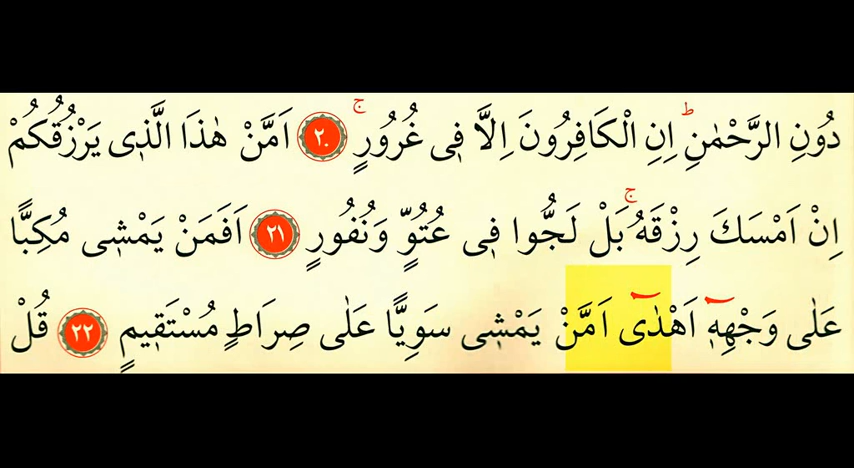 دُونِ الرَّحْمٰنِۜ اِنِ الْكَافِرُونَ اِلَّا ف۪ي غُرُورٍۚ ٢٠ اَمَّنْ هٰذَا الَّذ۪ي يَرْزُقُكُمْ
اِنْ اَمْسَكَ رِزْقَهُۚ بَلْ لَجُّوا ف۪ي عُتُوٍّ وَنُفُورٍ ٢١ اَفَمَنْ يَمْش۪ي مُكِبًّا
عَلٰى وَجْهِه۪ٓ اَهْدٰٓى اَمَّنْ يَمْش۪ي سَوِيًّا عَلٰى صِرَاطٍ مُسْتَق۪يمٍ ٢٢ قُلْ